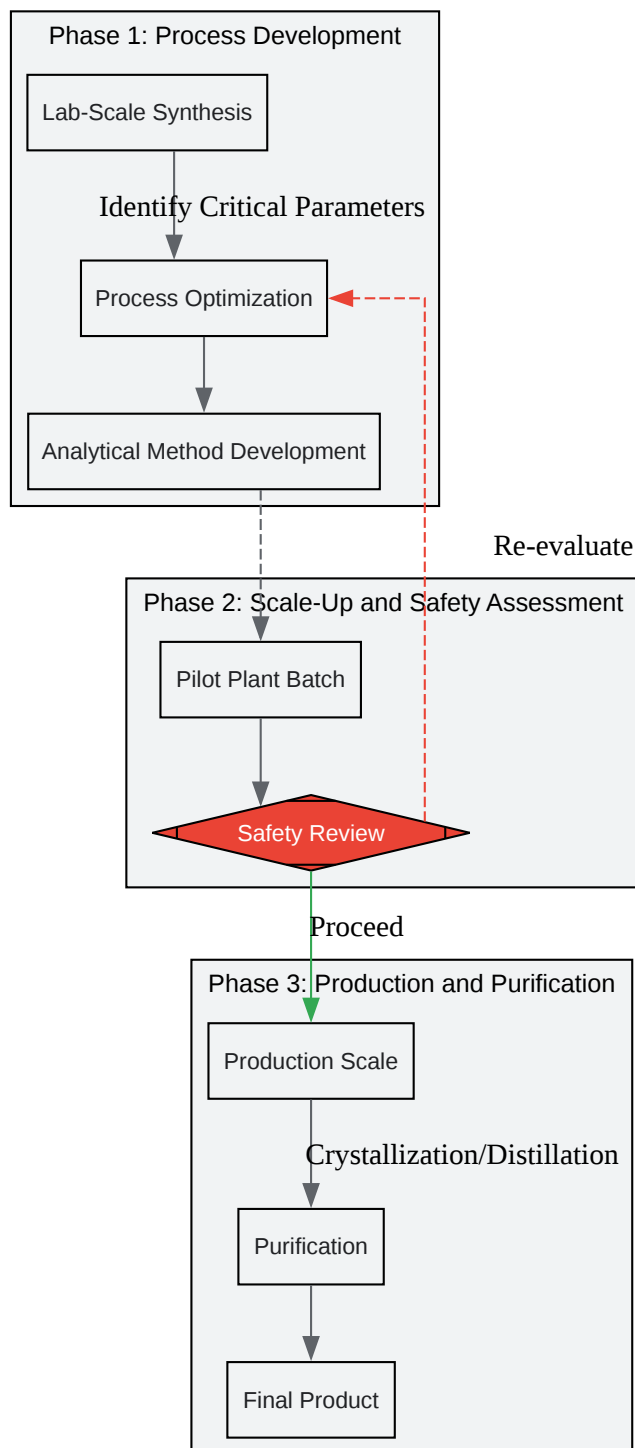 Phase 1: Process Development
Lab-Scale Synthesis
Identify Critical Parameters
Process Optimization
Analytical Method Development
Re-evaluate
Phase 2: Scale-Up and Safety Assessment
Pilot Plant Batch
Safety Review
Proceed
Phase 3: Production and Purification
Production Scale
Crystallization/Distillation
Purification
Final Product